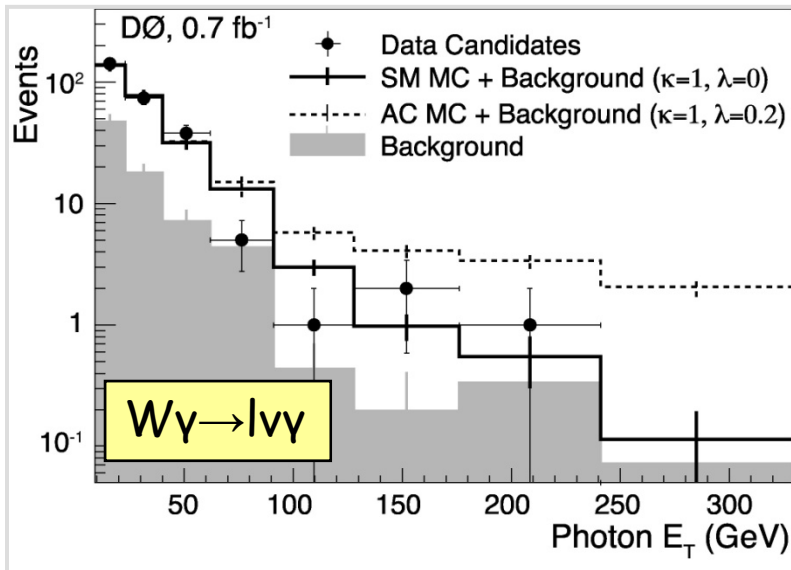 DØ, 0.7 fb⁻¹
Data Candidates
SM MC + Background (κ=1, λ=0)
AC MC + Background (κ=1, λ=0.2)
Background
Events
10²
10
1
10⁻¹
Wγ→lνγ
50 100 150 200 250 300
Photon E_T (GeV)